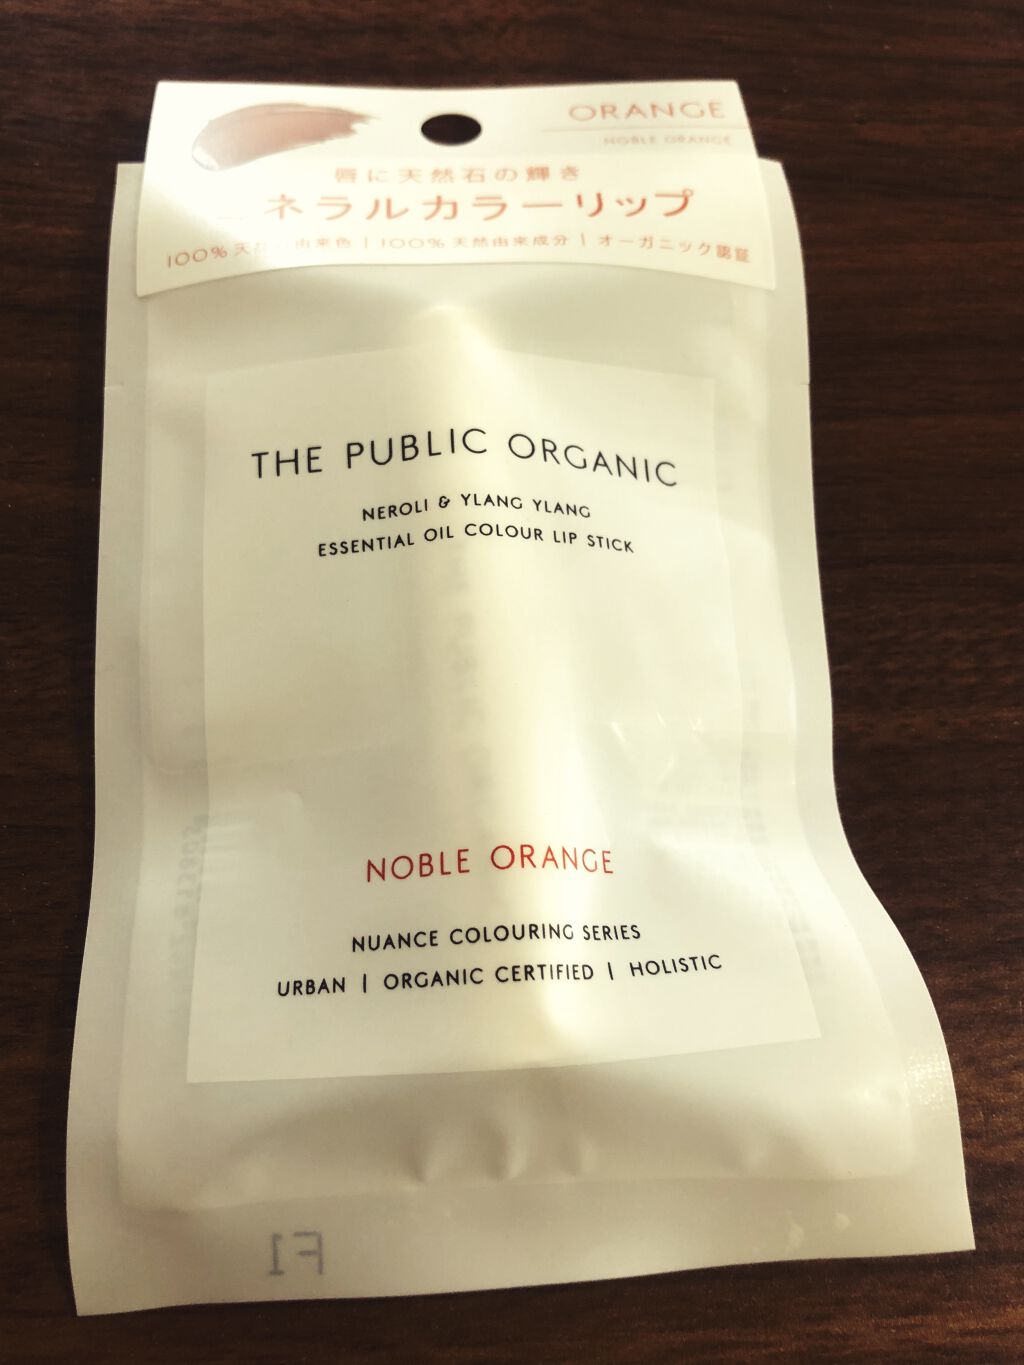 ORANGE
NOBLE ORANGE
唇に天然石の輝き
ネラルカラーリップ
100%天然由来色 | 100%天然由来成分 | オーガニック認証
THE PUBLIC ORGANIC
NEROLI & YLANG YLANG
ESSENTIAL OIL COLOUR LIP STICK
NOBLE ORANGE
NUANCE COLOURING SERIES
URBAN | ORGANIC CERTIFIED | HOLISTIC
F1